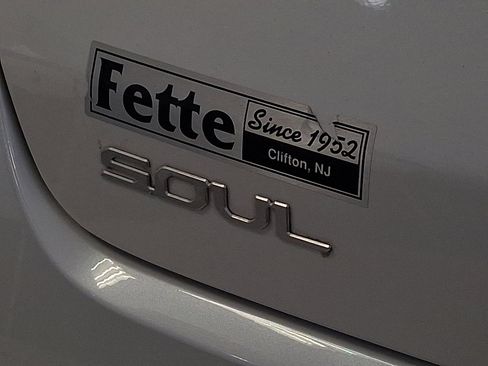 Fette
Since 1952
Clifton, NJ
SOUL